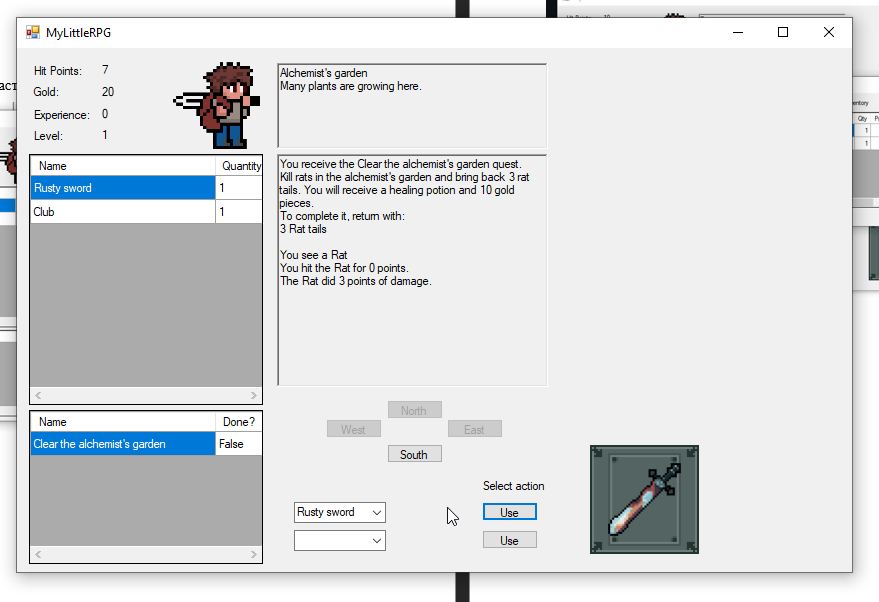 MyLittleRPG
Hit Points: 7
Gold: 20
Experience: 0
Level: 1
Alchemist's garden
Many plants are growing here.
Name Quantity
Rusty sword 1
Club 1
You receive the Clear the alchemist's garden quest.
Kill rats in the alchemist's garden and bring back 3 rat
tails. You will receive a healing potion and 10 gold
pieces.
To complete it, return with:
3 Rat tails
You see a Rat
You hit the Rat for 0 points.
The Rat did 3 points of damage.
Name Done?
Clear the alchemist's garden False
North
West East
South
Select action
Rusty sword Use
Use
Qty
1
1